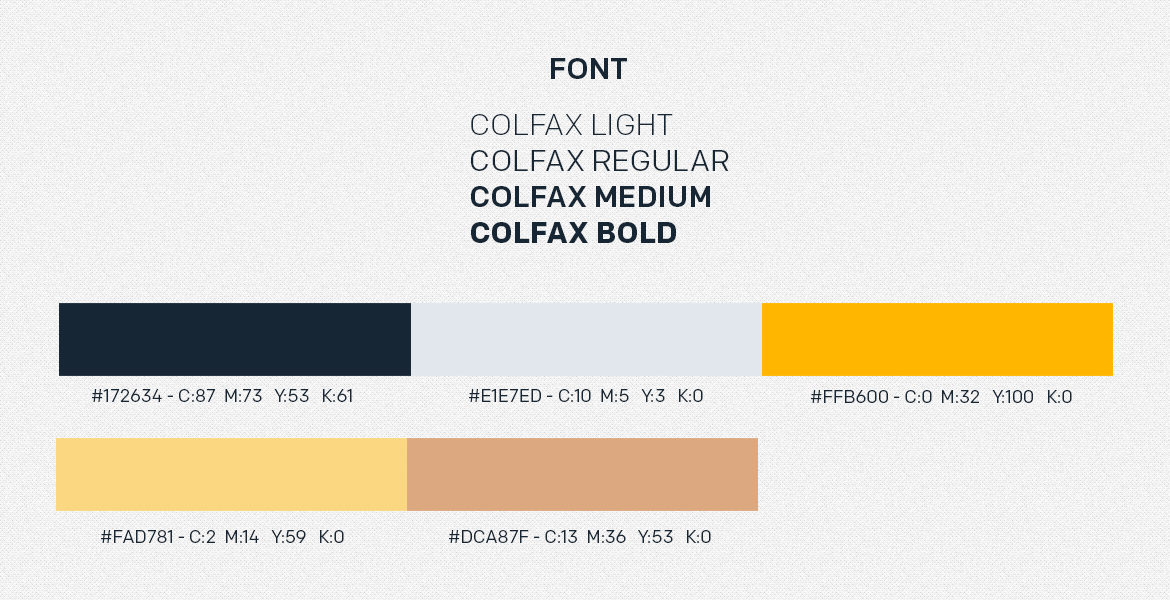 FONT
COLFAX LIGHT
COLFAX REGULAR
COLFAX MEDIUM
COLFAX BOLD
#172634 - C:87 M:73 Y:53 K:61
#E1E7ED - C:10 M:5 Y:3 K:0
#FFB600 - C:0 M:32 Y:100 K:0
#FAD781 - C:2 M:14 Y:59 K:0
#DCA87F - C:13 M:36 Y:53 K:0